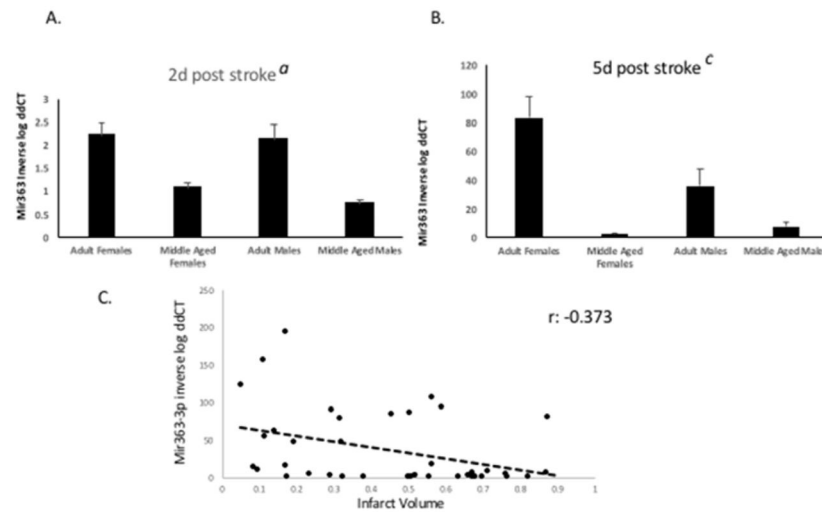 A.
2d post stroke a
Mir363 Inverse log ddCT
3
2.5
2
1.5
1
0.5
0
Adult Females
Middle Aged
Females
Adult Males
Middle Aged Males
B.
5d post stroke c
Mir363 Inverse log ddCT
120
100
80
60
40
20
0
Adult Females
Middle Aged
Females
Adult Males
Middle Aged Male
C.
r: -0.373
Mir363-3p inverse log ddCT
250
200
150
100
50
0
0 0.1 0.2 0.3 0.4 0.5 0.6 0.7 0.8 0.9 1
Infarct Volume